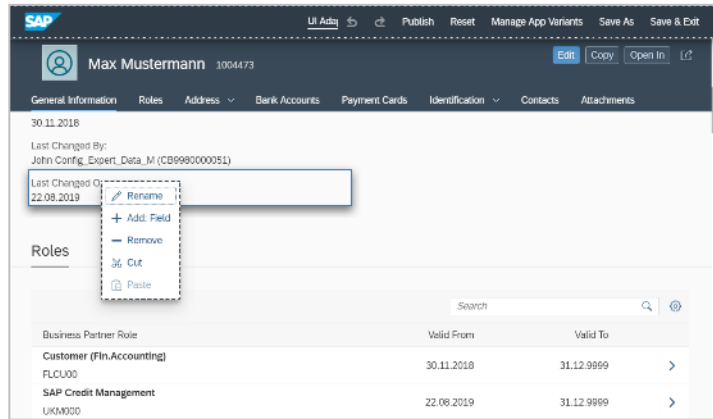 SAP
UI Adap Publish Reset Manage App Variants Save As Save & Exit
Max Mustermann 1004473
Edit Copy Open In
General Information Roles Address Bank Accounts Payment Cards Identification Contacts Attachments
30.11.2018
Last Changed By:
John Config_Expert_Data_M (CB9980000051)
Last Changed O
22.08.2019
Rename
Add: Field
Remove
Cut
Paste
Roles
Search
Business Partner Role Valid From Valid To
Customer (Fin.Accounting)
FLCU00 30.11.2018 31.12.9999
SAP Credit Management
UKM000 22.08.2019 31.12.9999